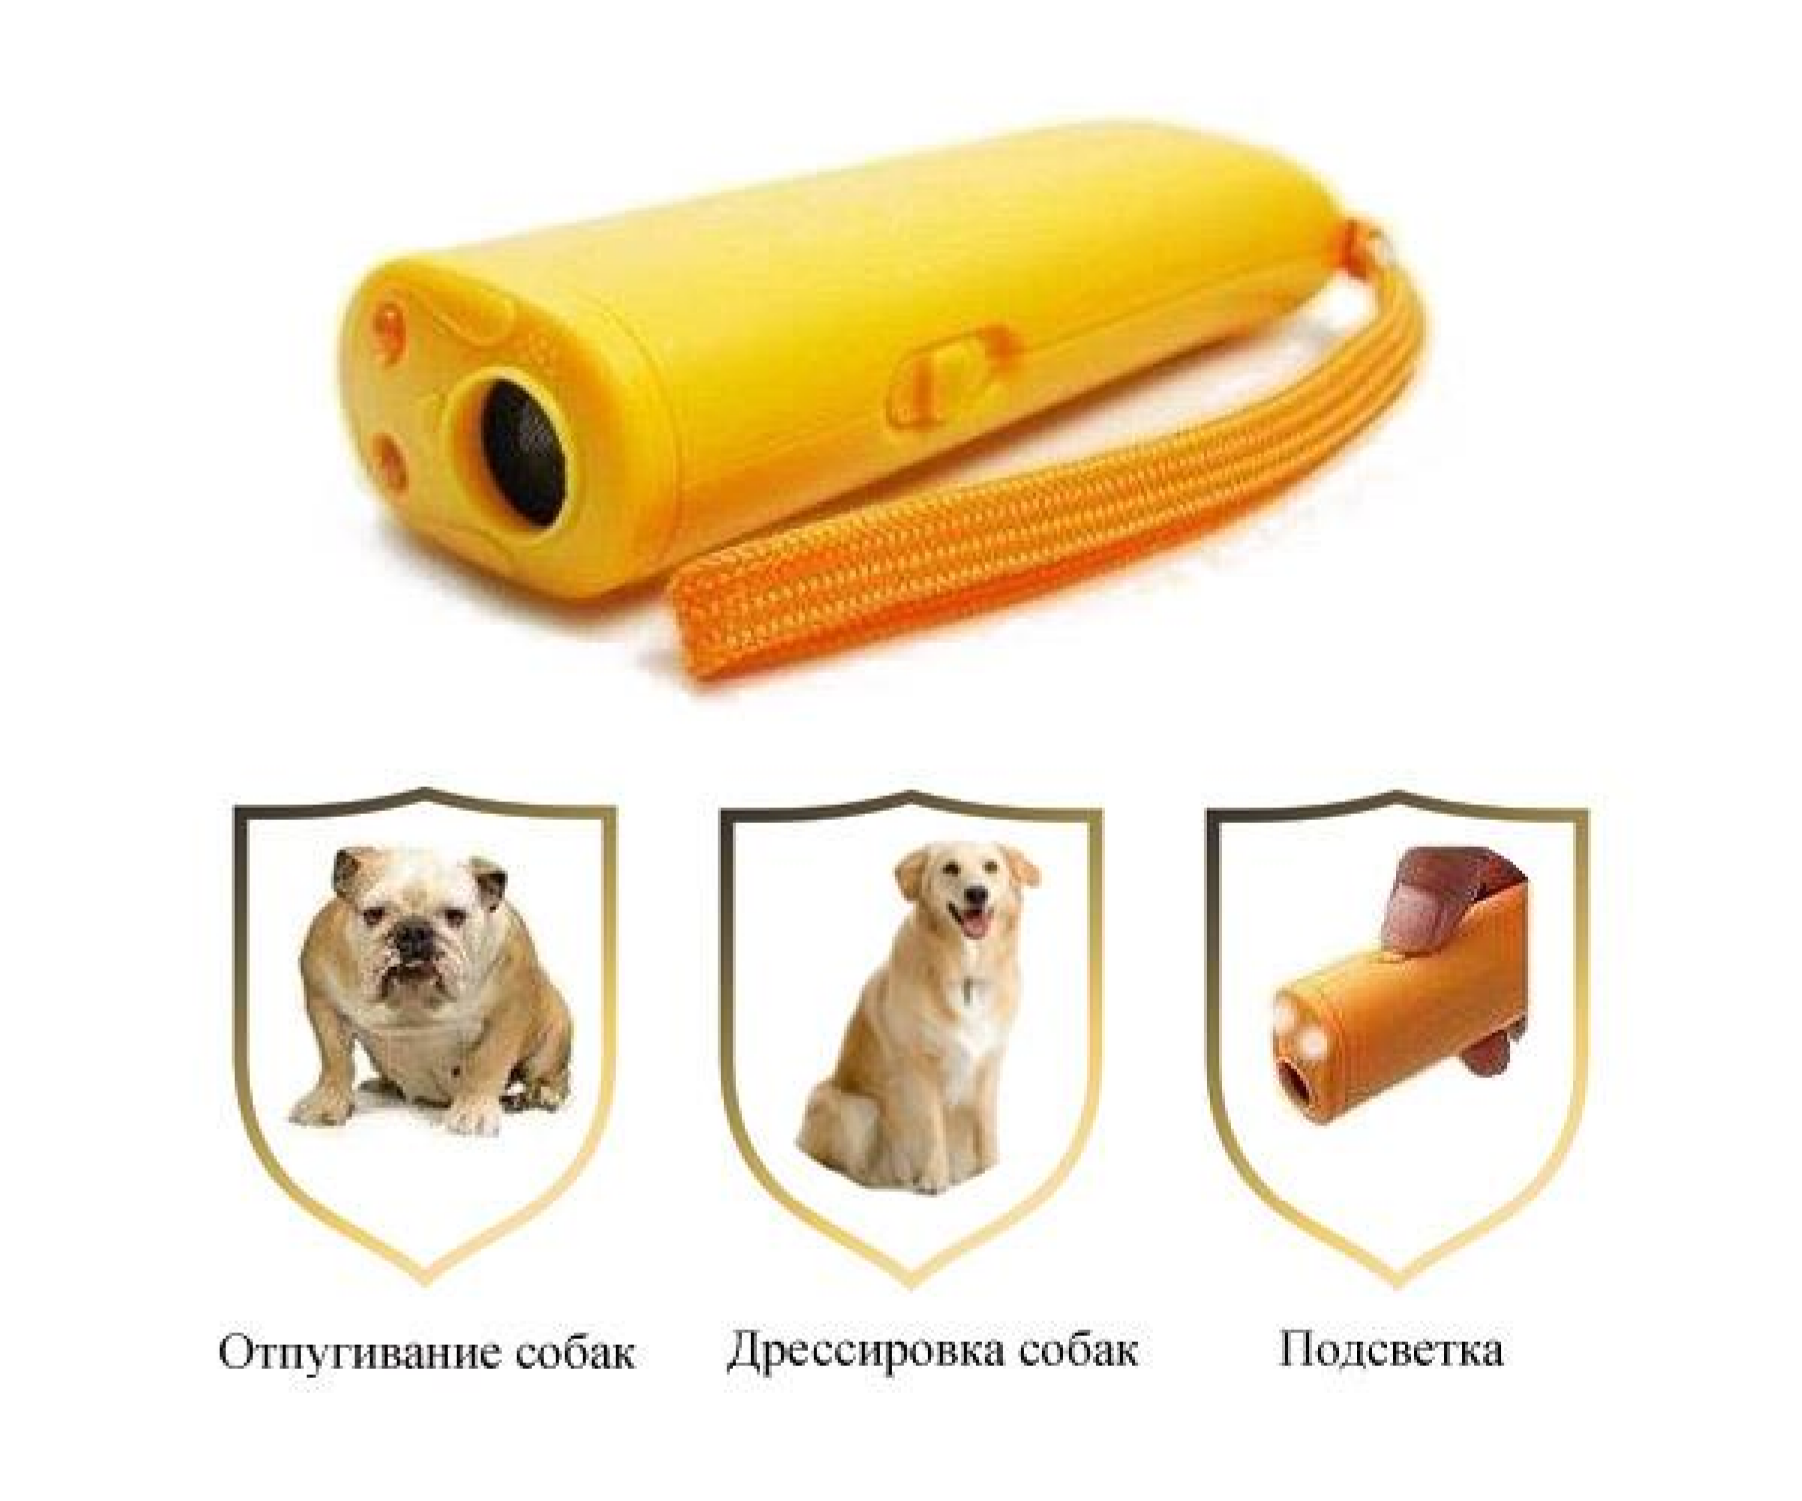 Отпугивание собак
Дрессировка собак
Подсветка